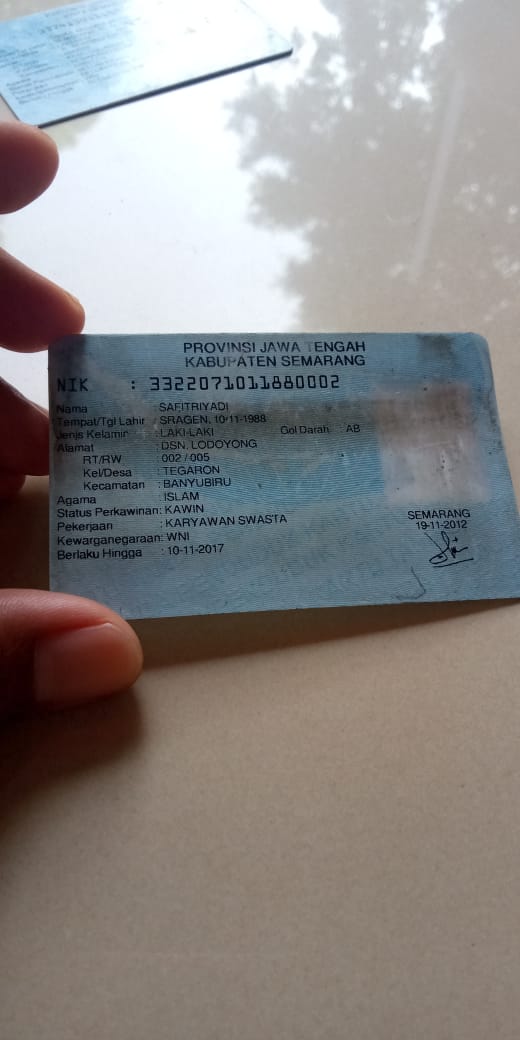 PROVINSI JAWA TENGAH
KABUPATEN SEMARANG
NIK : 3322071011880002
Nama : SAFITRIYADI
Tempat/Tgl Lahir : SRAGEN, 10-11-1988
Jenis Kelamin : LAKI-LAKI Gol Darah AB
Alamat : DSN. LODOYONG
RT/RW : 002 / 005
Kel/Desa : TEGARON
Kecamatan : BANYUBIRU
Agama : ISLAM
Status Perkawinan: KAWIN
Pekerjaan : KARYAWAN SWASTA
Kewarganegaraan: WNI
Berlaku Hingga : 10-11-2017
SEMARANG
19-11-2012